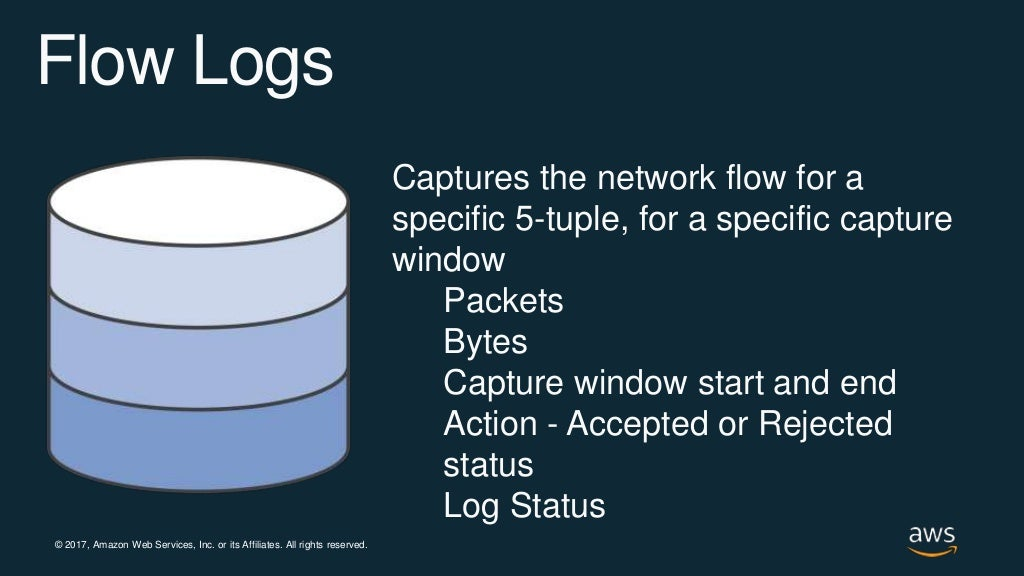 Flow Logs
Captures the network flow for a
specific 5-tuple, for a specific capture
window
Packets
Bytes
Capture window start and end
Action - Accepted or Rejected
status
Log Status
© 2017, Amazon Web Services, Inc. or its Affiliates. All rights reserved.
aws